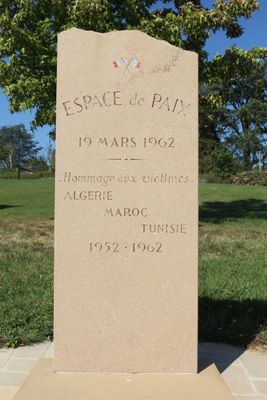 ESPACE de PAIX
19 MARS 1962
Hommage aux victimes
ALGERIE
MAROC
TUNISIE
1952 - 1962